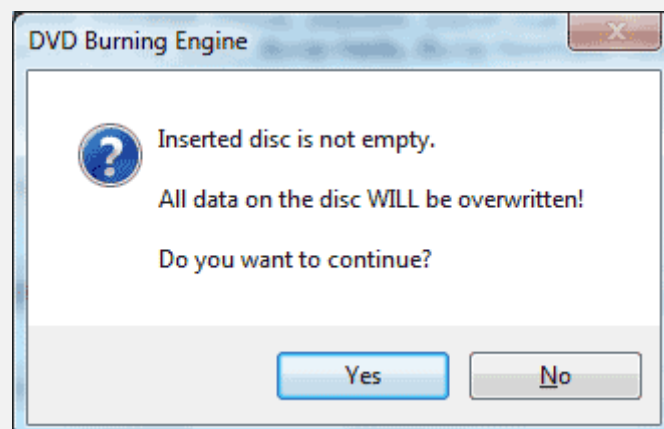 DVD Burning Engine
Inserted disc is not empty.
All data on the disc WILL be overwritten!
Do you want to continue?
Yes
No